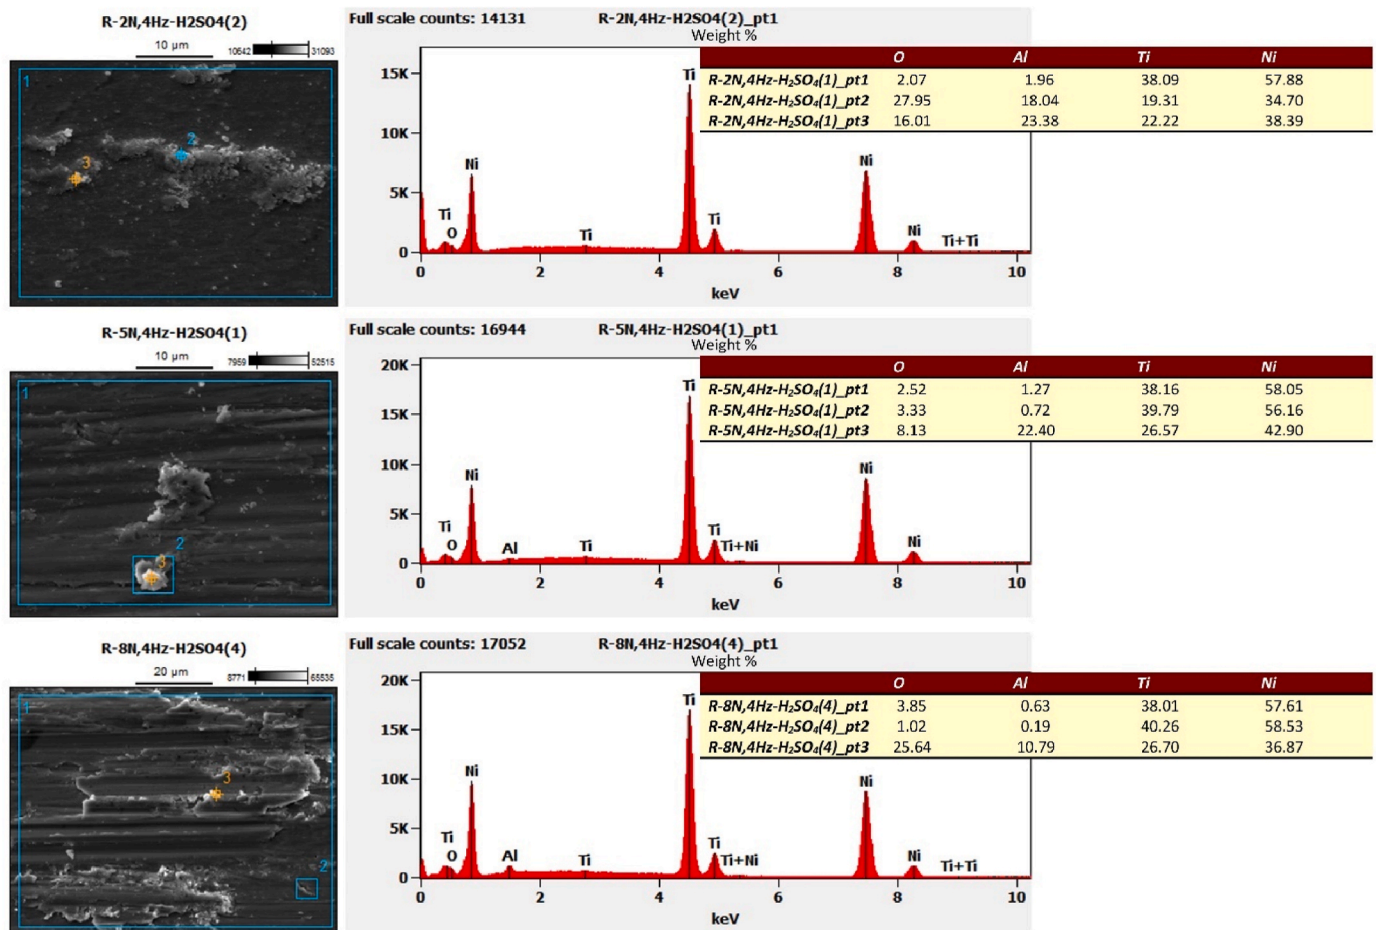 R-2N,4Hz-H2SO4(2)
10 µm
10642 31093
1
2
3
Full scale counts: 14131 R-2N,4Hz-H2SO4(2)_pt1
Weight %
15K
10K
5K
0
Ti
O
Ni
Ti
Ti
Ti
Ni
Ni
Ti+Ti
0 2 4 6 8 10
keV
O Al Ti Ni
R-2N,4Hz-H₂SO₄(1)_pt1 2.07 1.96 38.09 57.88
R-2N,4Hz-H₂SO₄(1)_pt2 27.95 18.04 19.31 34.70
R-2N,4Hz-H₂SO₄(1)_pt3 16.01 23.38 22.22 38.39
R-5N,4Hz-H2SO4(1)
10 µm
7959 52515
1
2
3
Full scale counts: 16944 R-5N,4Hz-H2SO4(1)_pt1
Weight %
20K
15K
10K
5K
0
Ti
O
Ni
Al
Ti
Ti
Ti
Ti+Ni
Ni
Ni
0 2 4 6 8 10
keV
O Al Ti Ni
R-5N,4Hz-H₂SO₄(1)_pt1 2.52 1.27 38.16 58.05
R-5N,4Hz-H₂SO₄(1)_pt2 3.33 0.72 39.79 56.16
R-5N,4Hz-H₂SO₄(1)_pt3 8.13 22.40 26.57 42.90
R-8N,4Hz-H2SO4(4)
20 µm
8771 65535
1
3
2
Full scale counts: 17052 R-8N,4Hz-H2SO4(4)_pt1
Weight %
20K
15K
10K
5K
0
Ti
O
Ni
Al
Ti
Ti
Ti
Ti+Ni
Ni
Ni
Ti+Ti
0 2 4 6 8 10
keV
O Al Ti Ni
R-8N,4Hz-H₂SO₄(4)_pt1 3.85 0.63 38.01 57.61
R-8N,4Hz-H₂SO₄(4)_pt2 1.02 0.19 40.26 58.53
R-8N,4Hz-H₂SO₄(4)_pt3 25.64 10.79 26.70 36.87